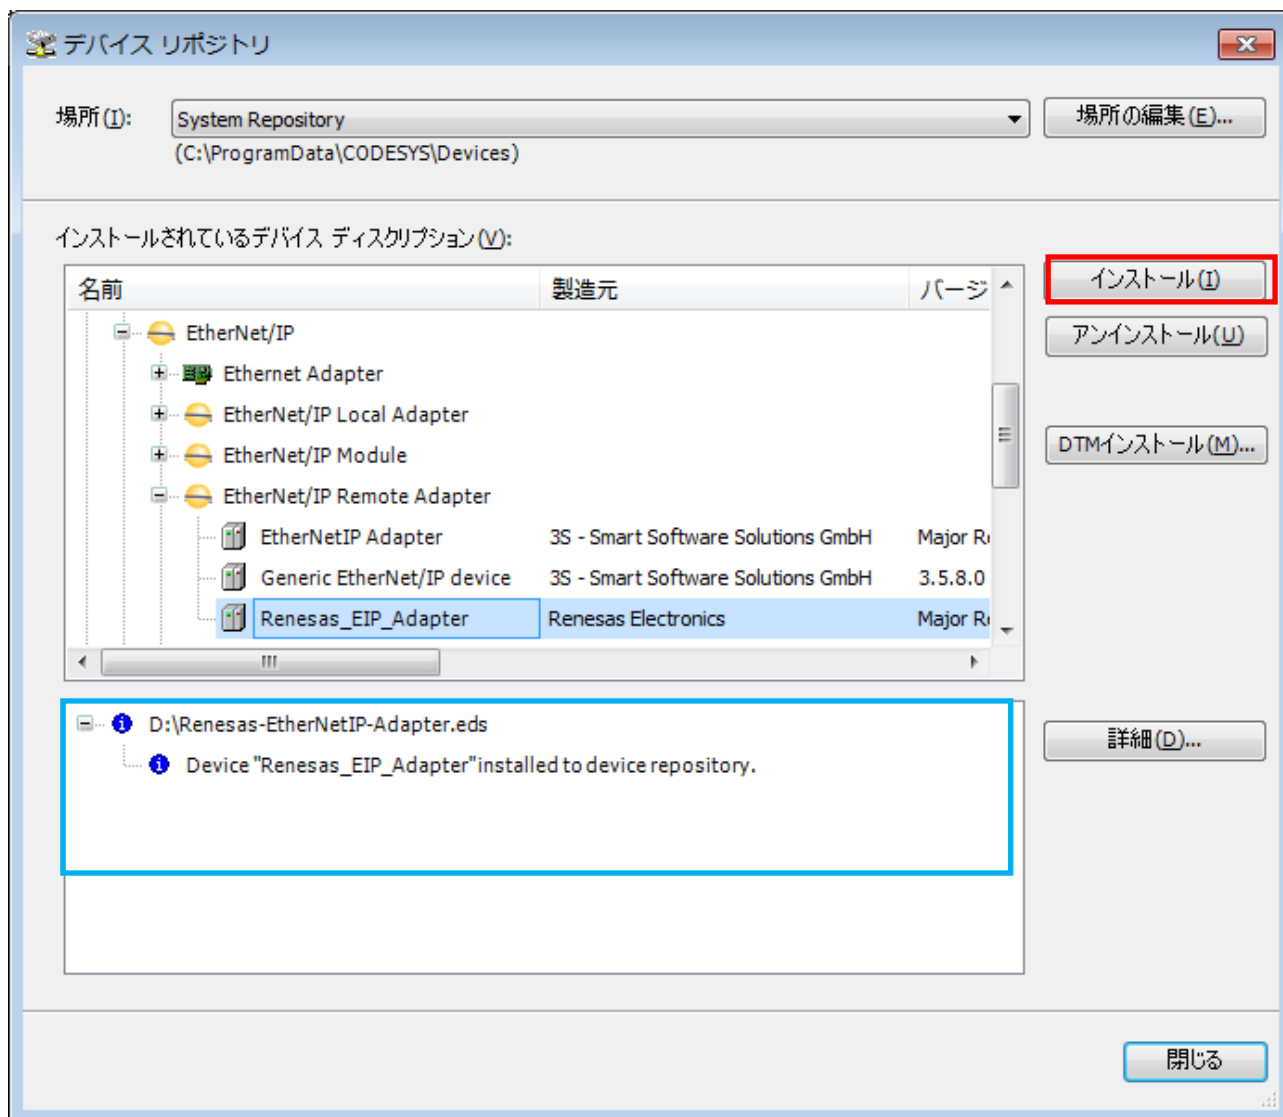 デバイス リポジトリ
場所(I): System Repository 場所の編集(E)...
(C:\ProgramData\CODESYS\Devices)
インストールされているデバイス ディスクリプション(V):
名前 製造元 バージ インストール(I)
EtherNet/IP アンインストール(U)
Ethernet Adapter
EtherNet/IP Local Adapter
EtherNet/IP Module DTMインストール(M)...
EtherNet/IP Remote Adapter
EtherNetIP Adapter 3S - Smart Software Solutions GmbH Major R
Generic EtherNet/IP device 3S - Smart Software Solutions GmbH 3.5.8.0
Renesas_EIP_Adapter Renesas Electronics Major R
D:\Renesas-EtherNetIP-Adapter.eds 詳細(D)...
Device "Renesas_EIP_Adapter"installed to device repository.
閉じる